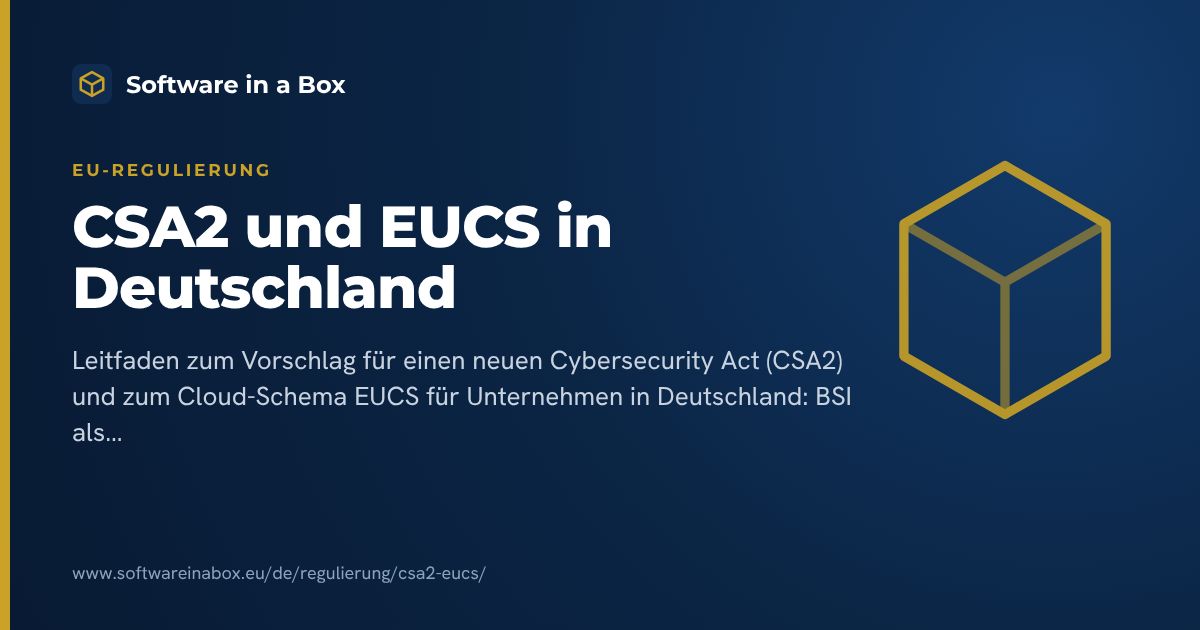 Software in a Box
EU-REGULIERUNG
CSA2 und EUCS in
Deutschland
Leitfaden zum Vorschlag für einen neuen Cybersecurity Act (CSA2)
und zum Cloud-Schema EUCS für Unternehmen in Deutschland: BSI
als…
www.softwareinabox.eu/de/regulierung/csa2-eucs/